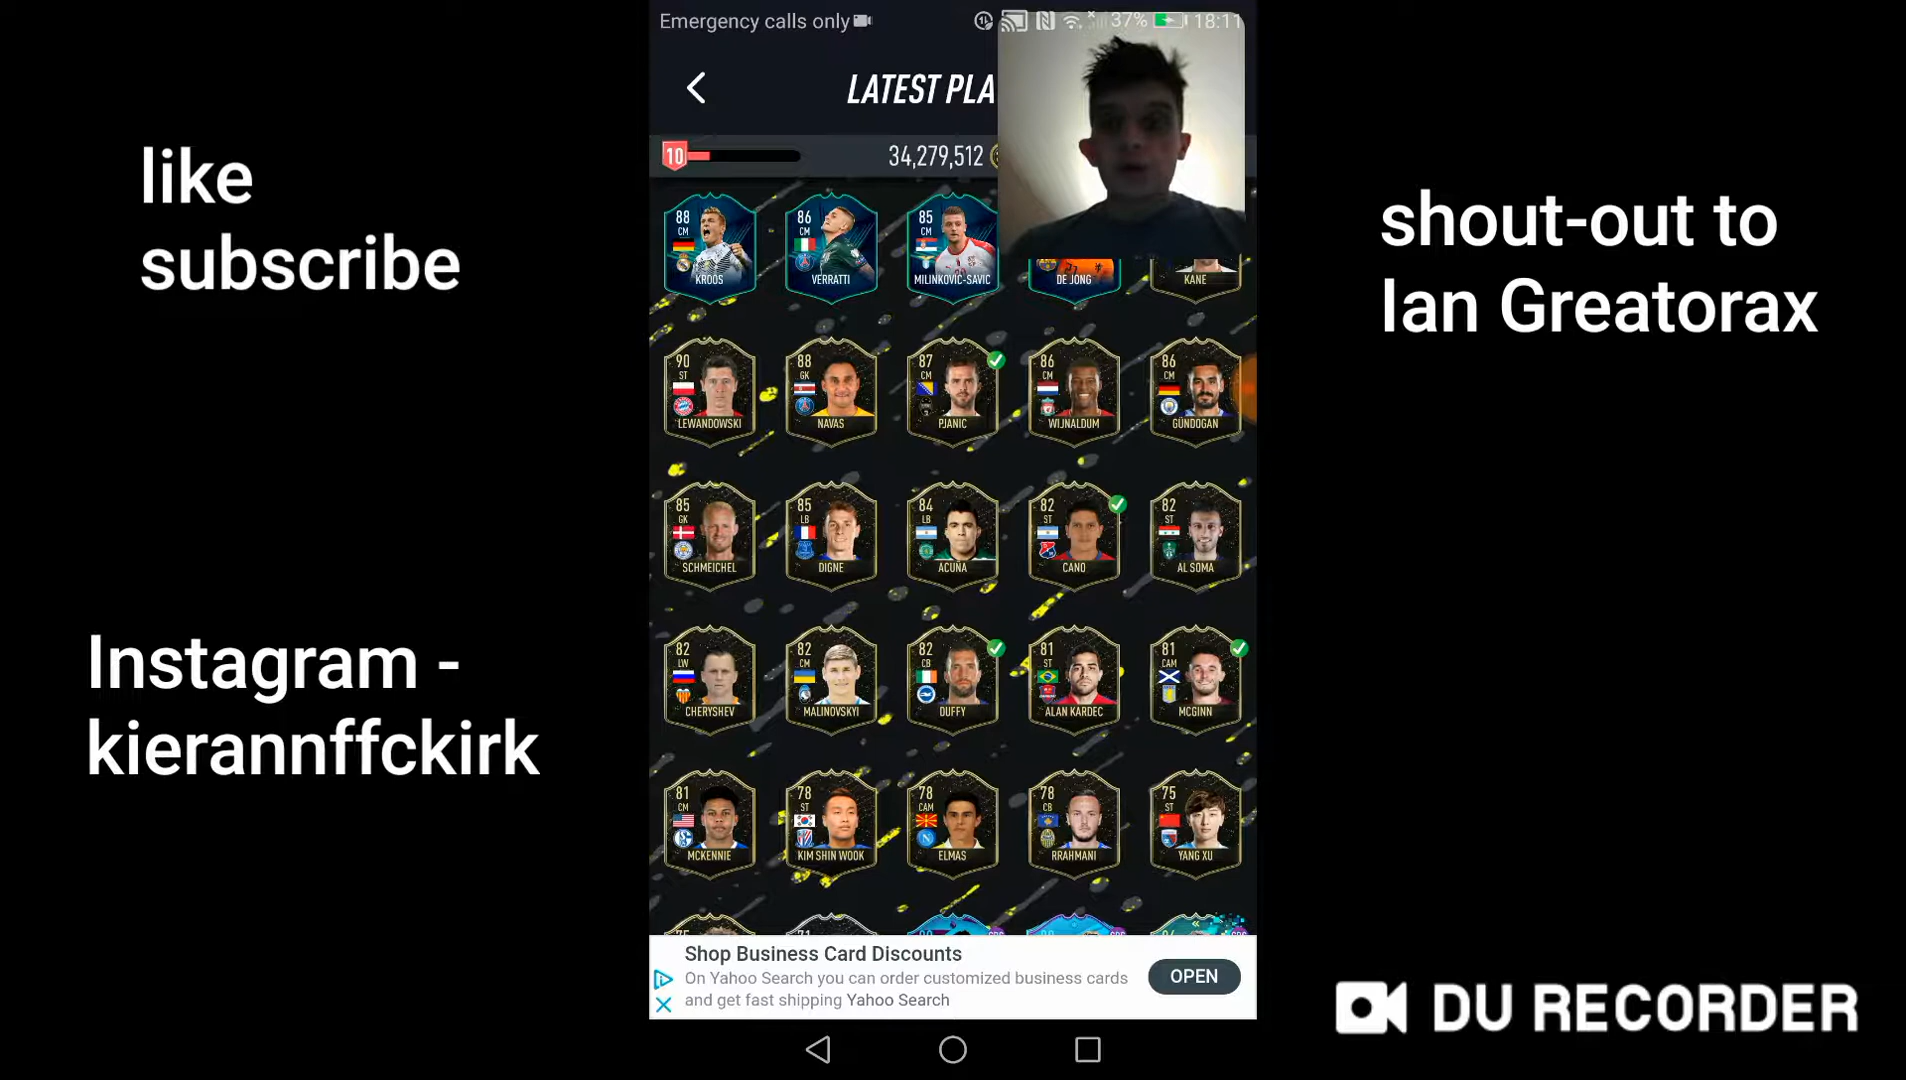 Emergency calls only
37%
18:11
LATEST PLA
10
34,279,512
like
subscribe
shout-out to
Ian Greatorax
Instagram -
kierannffckirk
88
CM
KROOS
86
CM
VERRATTI
85
CM
MILINKOVIC-SAVIC
DE JONG
KANE
90
ST
LEWANDOWSKI
88
GK
NAVAS
87
CM
PJANIC
86
CM
WIJNALDUM
86
CM
GÜNDOGAN
85
GK
SCHMEICHEL
85
LB
DIGNE
84
LB
ACUÑA
82
ST
CANO
82
ST
AL SOMA
82
LW
CHERYSHEV
82
CM
MALINOVSKYI
82
CB
DUFFY
81
ST
ALAN KARDEC
81
CAM
MCGINN
81
CM
MCKENNIE
78
ST
KIM SHIN WOOK
78
CAM
ELMAS
78
CB
RRAHMANI
75
ST
YANG XU
Shop Business Card Discounts
On Yahoo Search you can order customized business cards
and get fast shipping Yahoo Search
OPEN
DU RECORDER